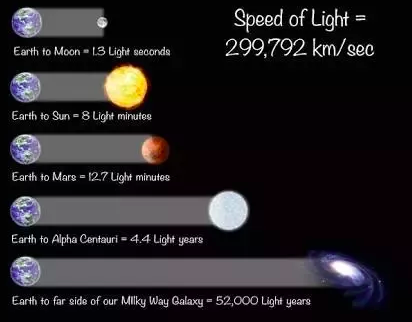 Speed of Light =
299,792 km/sec
Earth to Moon = 1.3 Light seconds
Earth to Sun = 8 Light minutes
Earth to Mars = 12.7 Light minutes
Earth to Alpha Centauri = 4.4 Light years
Earth to far side of our MIlky Way Galaxy = 52,000 Light years